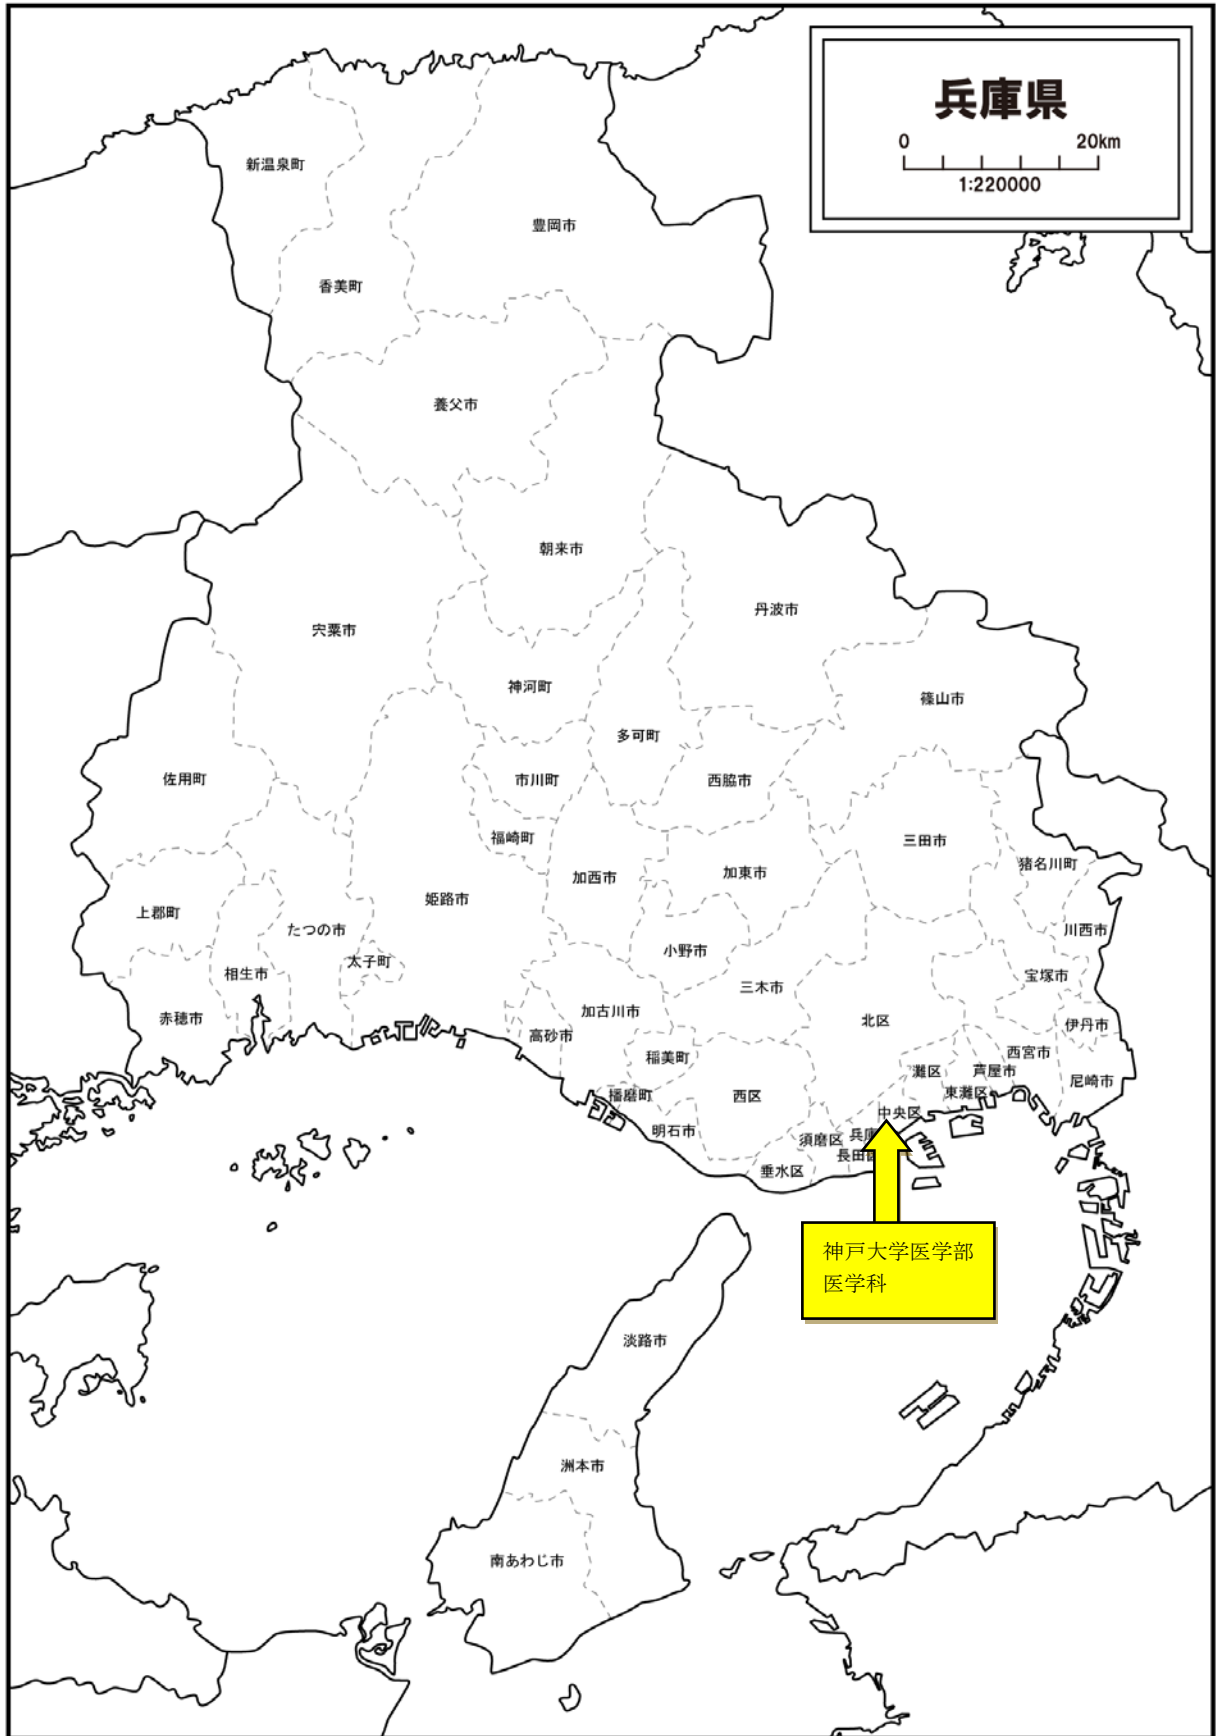 兵庫県
0 20km
1:220000
新温泉町
豊岡市
香美町
養父市
朝来市
丹波市
宍粟市
神河町
篠山市
多可町
佐用町
市川町
西脇市
福崎町
三田市
猪名川町
加西市
加東市
姫路市
上郡町
たつの市
川西市
小野市
太子町
相生市
宝塚市
三木市
加古川市
赤穂市
北区
伊丹市
高砂市
稲美町
西宮市
灘区
芦屋市
尼崎市
東灘区
播磨町
西区
中央区
明石市
須磨区
兵庫
長田
垂水区
神戸大学医学部
医学科
淡路市
洲本市
南あわじ市